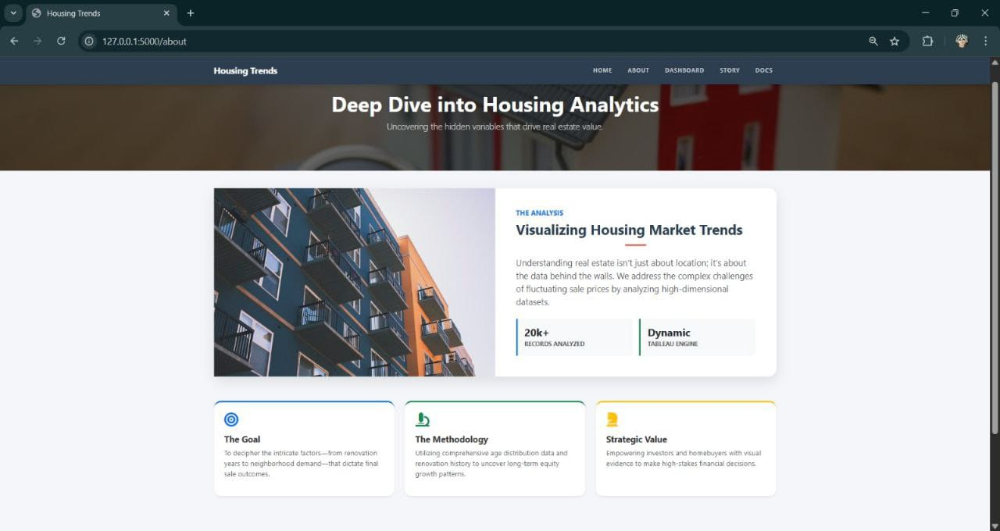 Housing Trends
127.0.0.1:5000/about
Housing Trends
HOME ABOUT DASHBOARD STORY DOCS
Deep Dive into Housing Analytics
Uncovering the hidden variables that drive real estate value.
THE ANALYSIS
Visualizing Housing Market Trends
Understanding real estate isn't just about location; it's about
the data behind the walls. We address the complex challenges
of fluctuating sale prices by analyzing high-dimensional
datasets.
20k+
RECORDS ANALYZED
Dynamic
TABLEAU ENGINE
The Goal
To decipher the intricate factors—from renovation
years to neighborhood demand—that dictate final
sale outcomes.
The Methodology
Utilizing comprehensive age distribution data and
renovation history to uncover long-term equity
growth patterns.
Strategic Value
Empowering investors and homebuyers with visual
evidence to make high-stakes financial decisions.